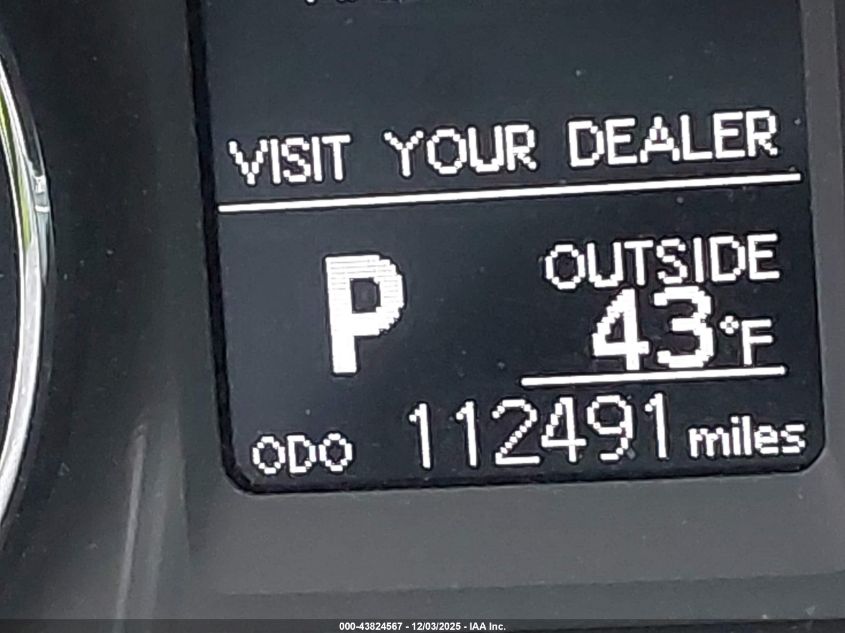 VISIT YOUR DEALER
P
OUTSIDE
43°F
ODO 112491 miles
000-43824567 - 12/03/2025 - IAA Inc.